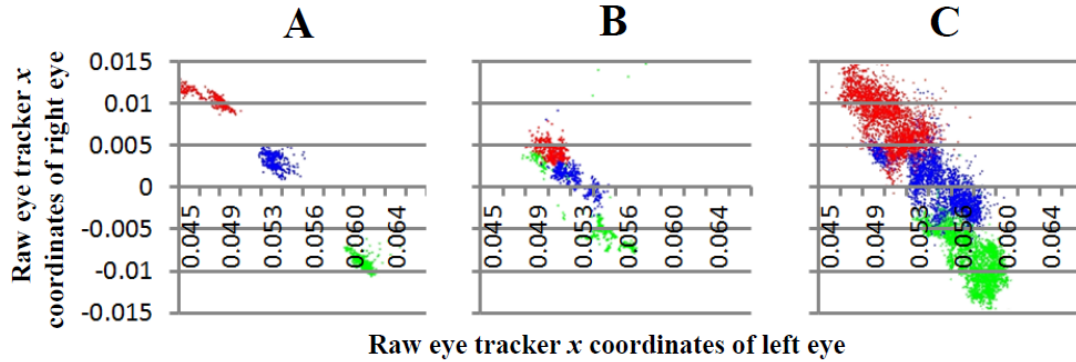 A B C
Raw eye tracker x
coordinates of right eye
0.015
0.01
0.005
0
-0.005
-0.01
-0.015
0.045 0.049 0.053 0.056 0.060 0.064
0.045 0.049 0.053 0.056 0.060 0.064
0.045 0.049 0.053 0.056 0.060 0.064
Raw eye tracker x coordinates of left eye